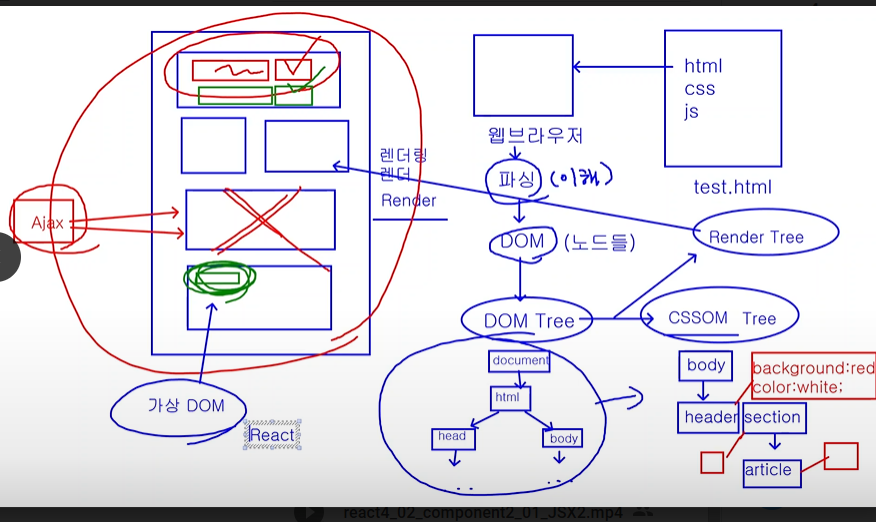 html
css
js
test.html
웹브라우저
파싱 (이해)
DOM (노드들)
DOM Tree
CSSOM Tree
Render Tree
렌더링
렌더
Render
Ajax
가상 DOM
React
document
html
head
body
..
...
body
background:red
color:white;
header
section
article
react4_02_component2_01_JSX2.mp4